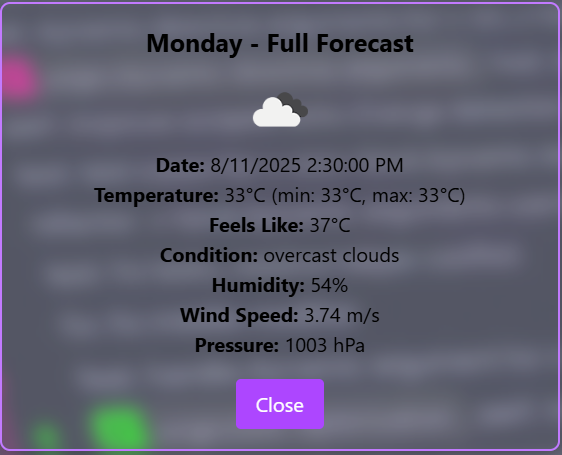 Monday - Full Forecast
Date: 8/11/2025 2:30:00 PM
Temperature: 33°C (min: 33°C, max: 33°C)
Feels Like: 37°C
Condition: overcast clouds
Humidity: 54%
Wind Speed: 3.74 m/s
Pressure: 1003 hPa
Close